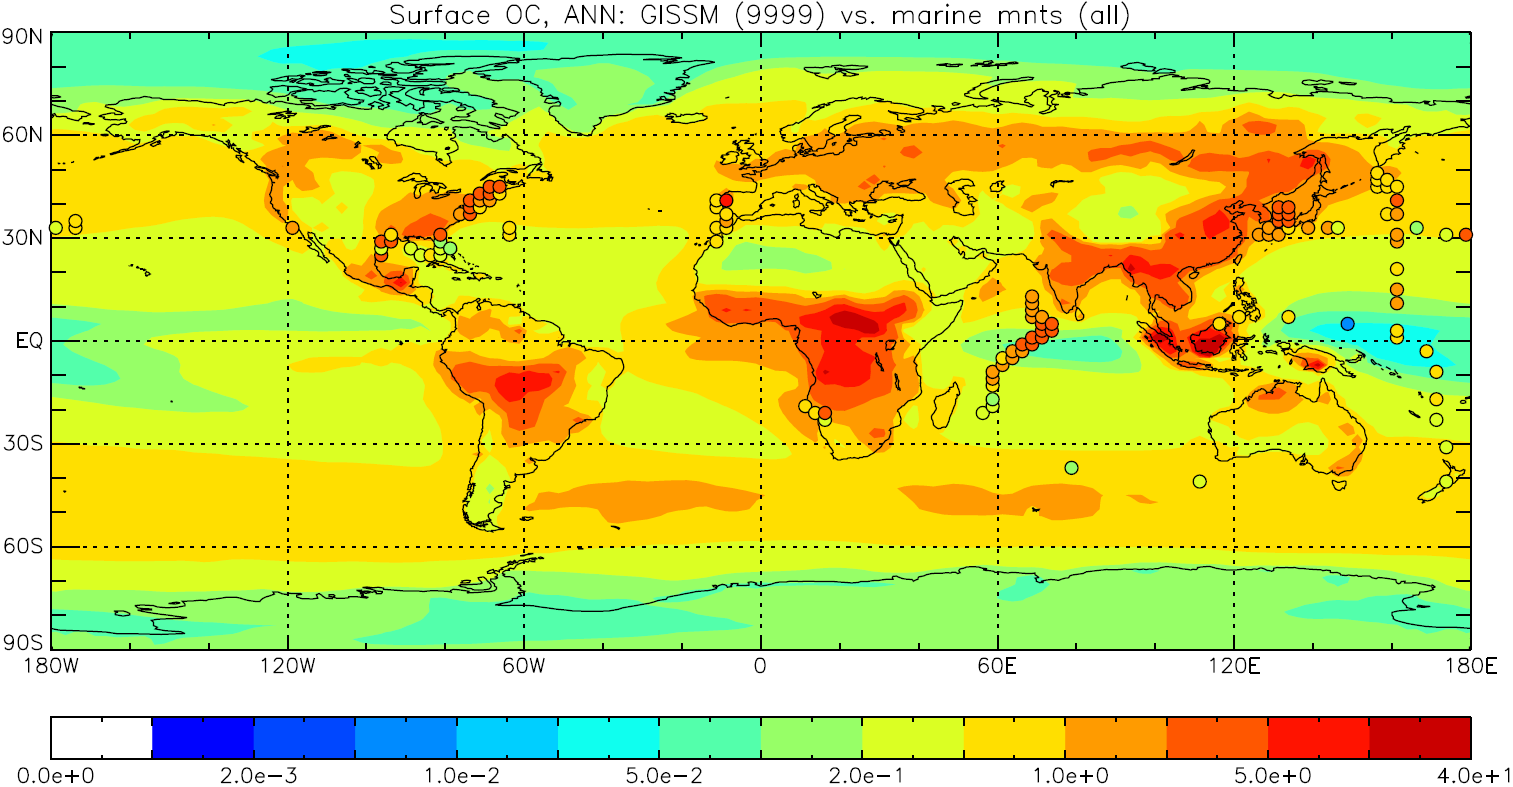 Surface OC, ANN: GISSM (9999) vs. marine mnts (all)
90N
60N
30N
EQ
30S
60S
90S
180W 120W 60W 0 60E 120E 180E
0.0e+0 2.0e-3 1.0e-2 5.0e-2 2.0e-1 1.0e+0 5.0e+0 4.0e+1